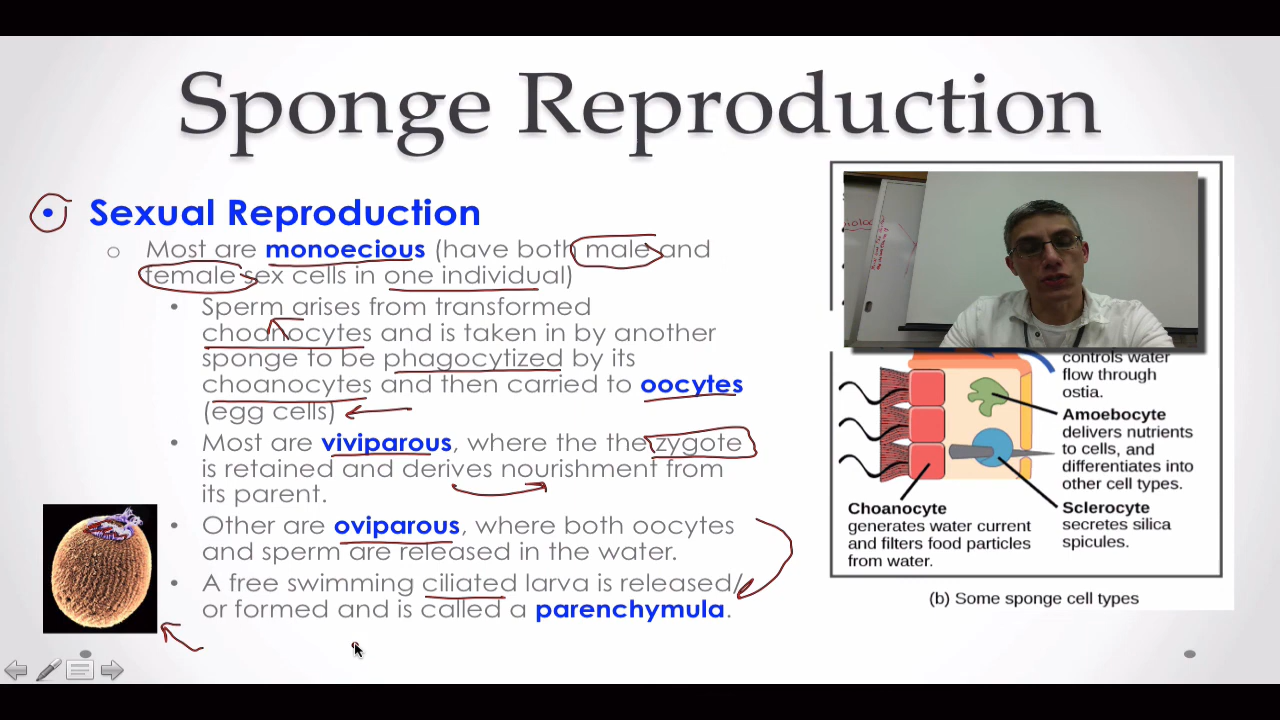 Sponge Reproduction
• Sexual Reproduction
o Most are monoecious (have both male and
female sex cells in one individual)
• Sperm arises from transformed
choanocytes and is taken in by another
sponge to be phagocytized by its
choanocytes and then carried to oocytes
(egg cells)
• Most are viviparous, where the the zygote
is retained and derives nourishment from
its parent.
• Other are oviparous, where both oocytes
and sperm are released in the water.
• A free swimming ciliated larva is released/
or formed and is called a parenchymula.
controls water
flow through
ostia.
Amoebocyte
delivers nutrients
to cells, and
differentiates into
other cell types.
Sclerocyte
secretes silica
spicules.
Choanocyte
generates water current
and filters food particles
from water.
(b) Some sponge cell types